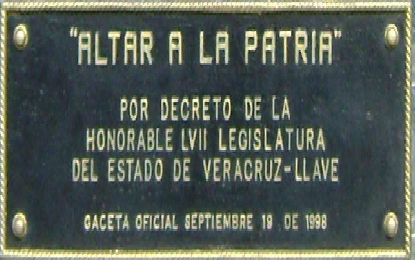 "ALTAR A LA PATRIA"
POR DECRETO DE LA
HONORABLE LVII LEGISLATURA
DEL ESTADO DE VERACRUZ-LLAVE
GACETA OFICIAL SEPTIEMBRE 19 DE 1998